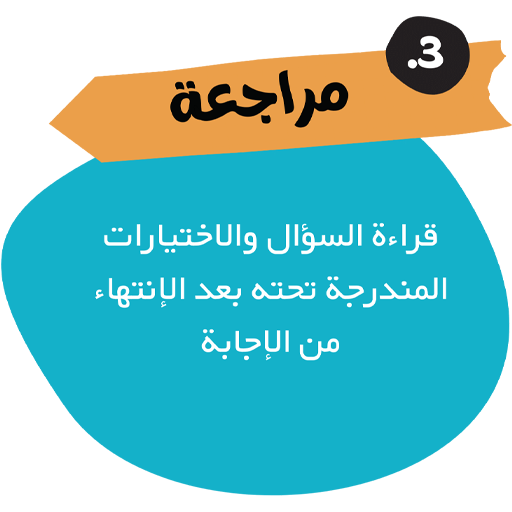 3.
مراجعة
قراءة السؤال والاختيارات
المندرجة تحته بعد الإنتهاء
من الإجابة